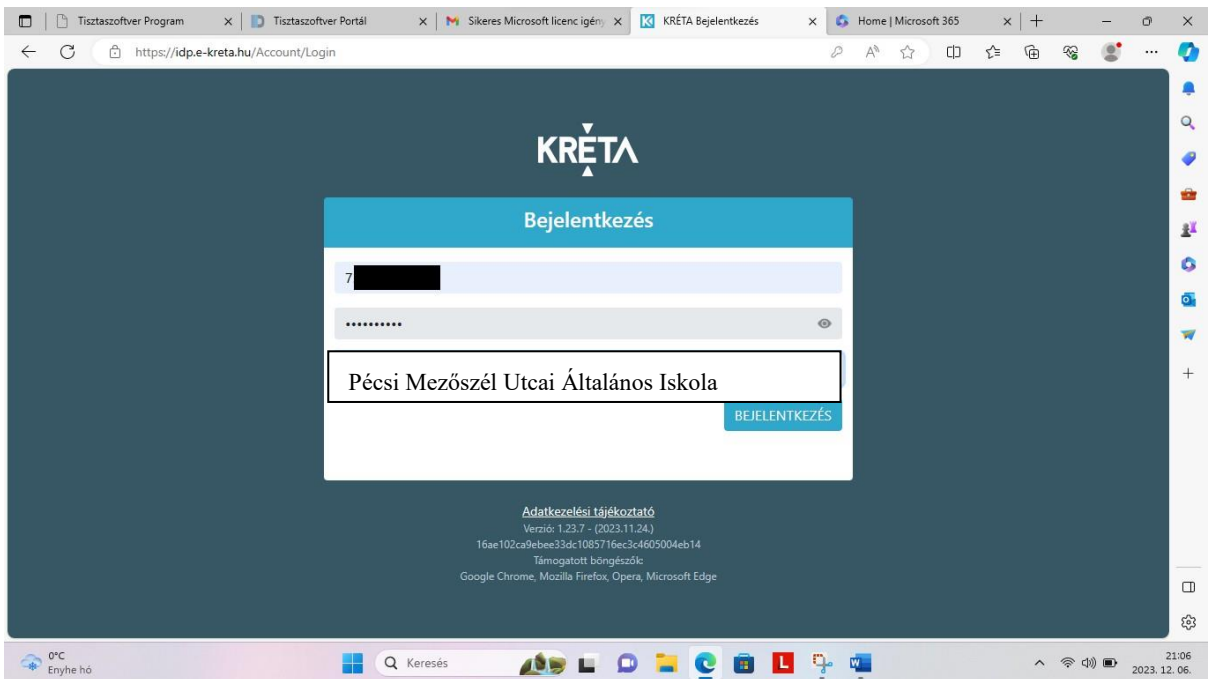 Tisztaszoftver Program
Tisztaszoftver Portál
Sikeres Microsoft licenc igény
KRÉTA Bejelentkezés
Home | Microsoft 365
https://idp.e-kreta.hu/Account/Login
KRÉTA
Bejelentkezés
7
••••••••••
Pécsi Mezőszél Utcai Általános Iskola
BEJELENTKEZÉS
Adatkezelési tájékoztató
Verzió: 1.23.7 - (2023.11.24.)
16ae102ca9ebee33dc1085716ec3c4605004eb14
Támogatott böngészők:
Google Chrome, Mozilla Firefox, Opera, Microsoft Edge
0°C
Enyhe hó
Keresés
21:06
2023. 12. 06.